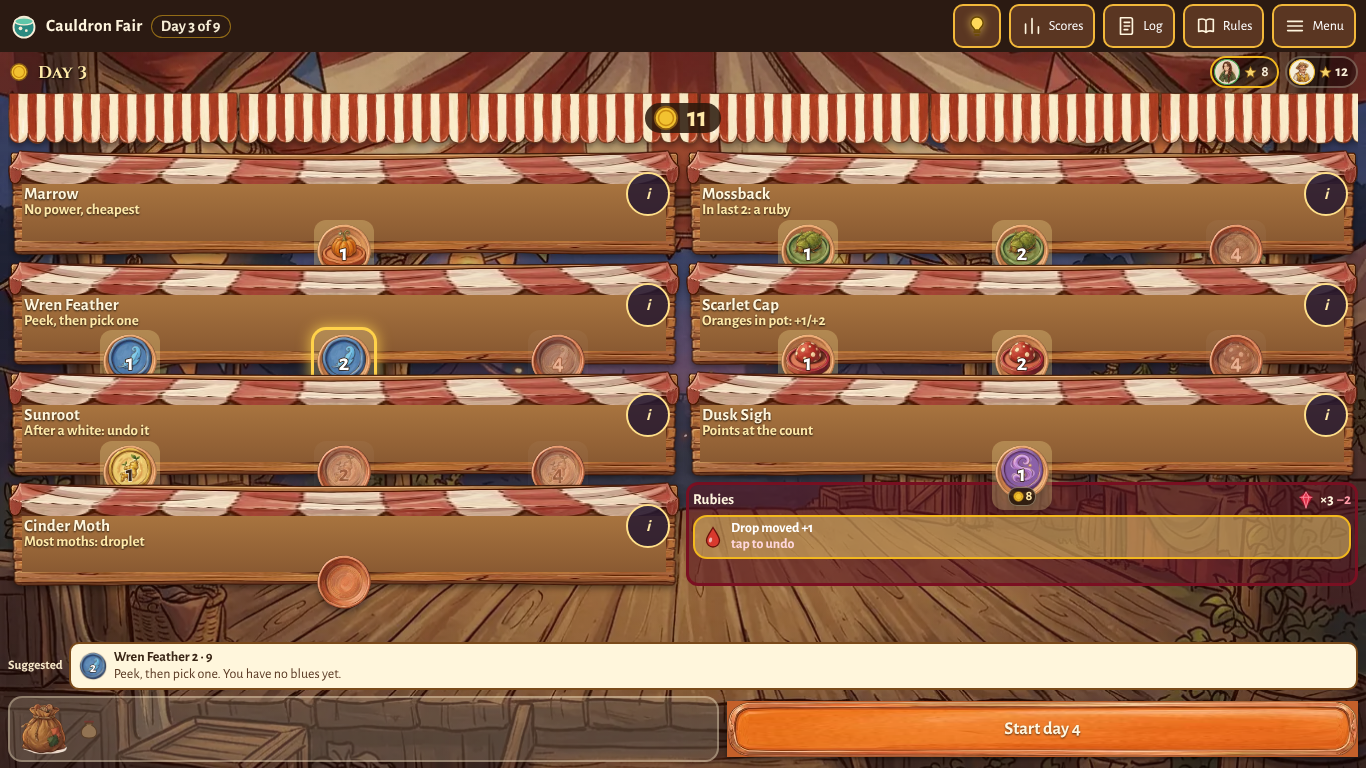 Cauldron Fair
Day 3 of 9
Scores
Log
Rules
Menu
DAY 3
8
12
11
Marrow
No power, cheapest
i
1
Mossback
In last 2: a ruby
i
1
2
4
Wren Feather
Peek, then pick one
i
1
2
4
Scarlet Cap
Oranges in pot: +1/+2
i
1
2
4
Sunroot
After a white: undo it
i
1
2
4
Dusk Sigh
Points at the count
i
1
8
Cinder Moth
Most moths: droplet
i
Rubies
×3 −2
Drop moved +1
tap to undo
Suggested
2
Wren Feather 2 · 9
Peek, then pick one. You have no blues yet.
Start day 4